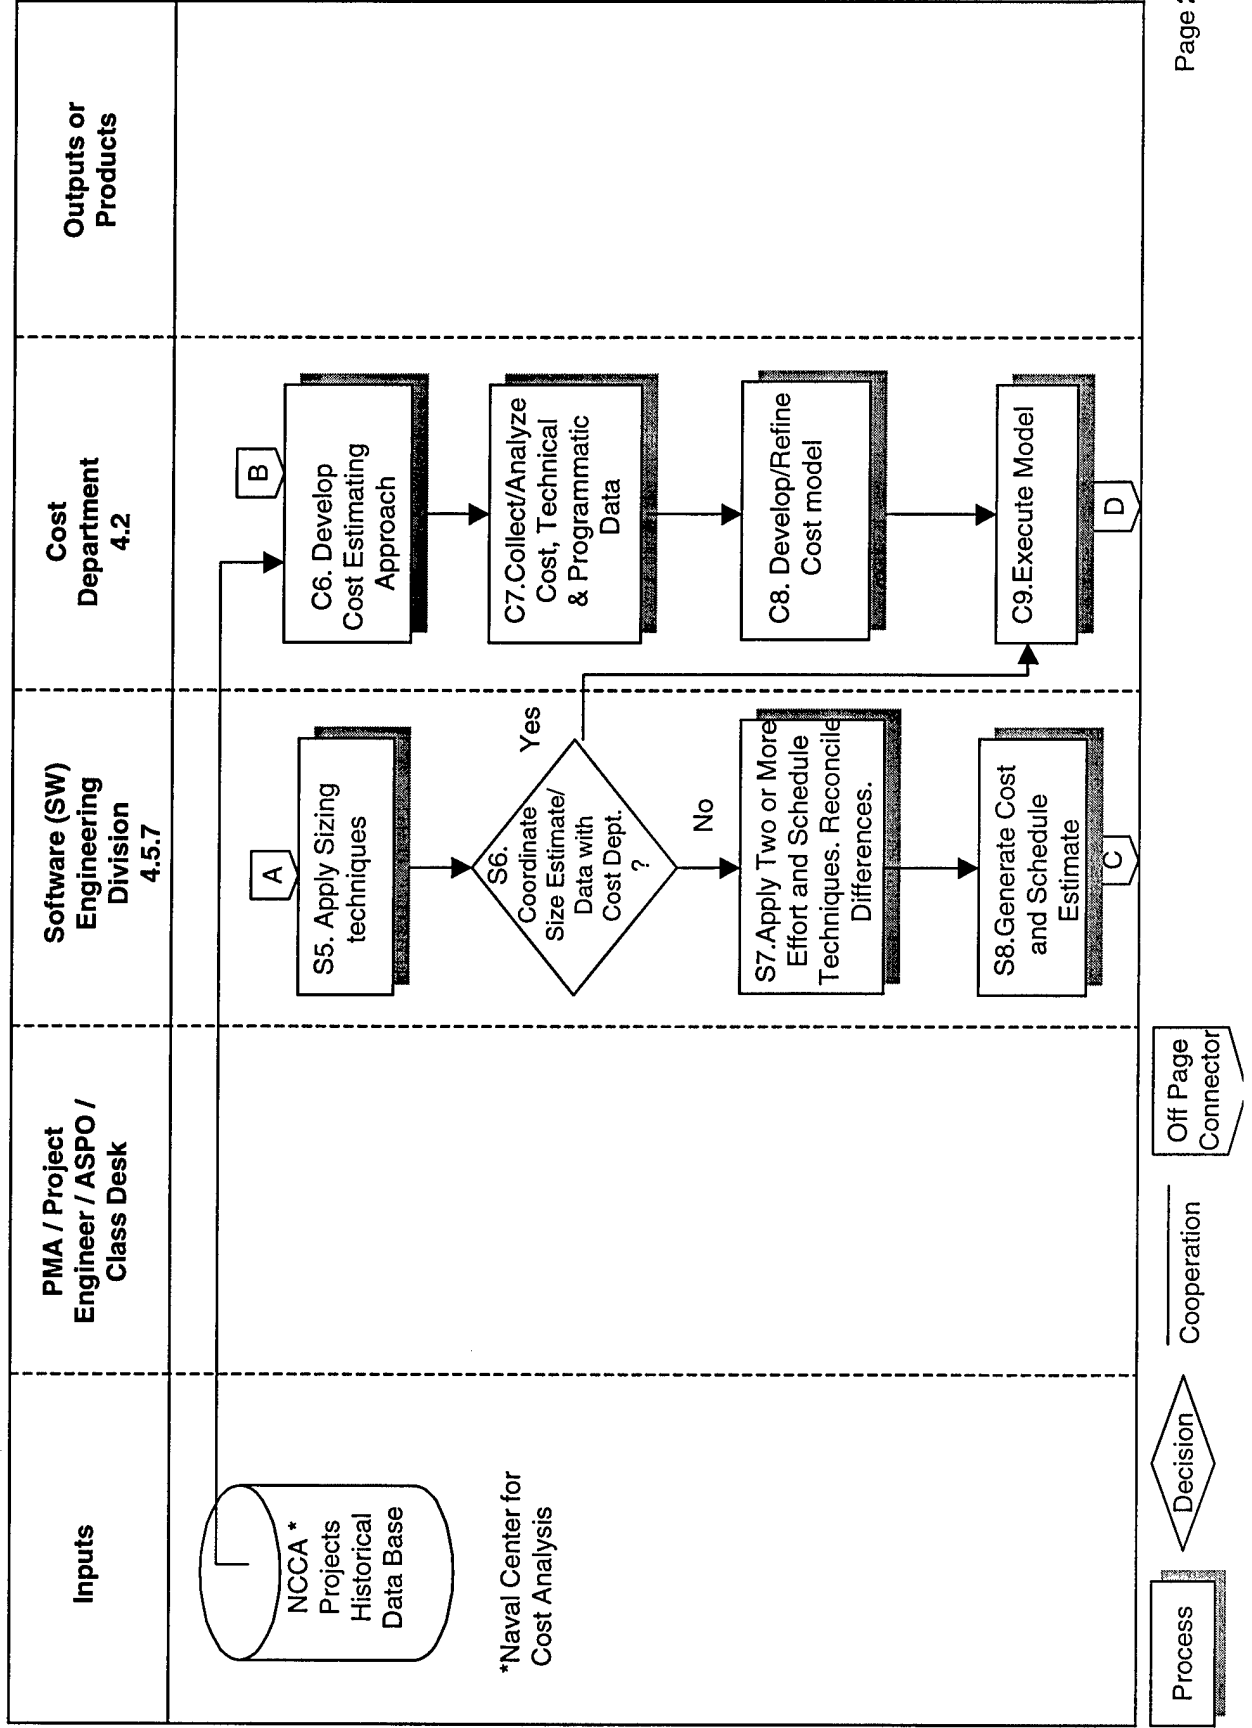 Inputs
PMA / Project
Engineer / ASPO /
Class Desk
Software (SW)
Engineering
Division
4.5.7
Cost
Department
4.2
Outputs or
Products
NCCA *
Projects
Historical
Data Base
*Naval Center for
Cost Analysis
A
S5. Apply Sizing
techniques
S6.
Coordinate
Size Estimate/
Data with
Cost Dept.
?
Yes
No
S7.Apply Two or More
Effort and Schedule
Techniques. Reconcile
Differences.
S8.Generate Cost
and Schedule
Estimate
C
B
C6. Develop
Cost Estimating
Approach
C7.Collect/Analyze
Cost, Technical
& Programmatic
Data
C8. Develop/Refine
Cost model
C9.Execute Model
D
Process
Decision
Cooperation
Off Page
Connector
Page